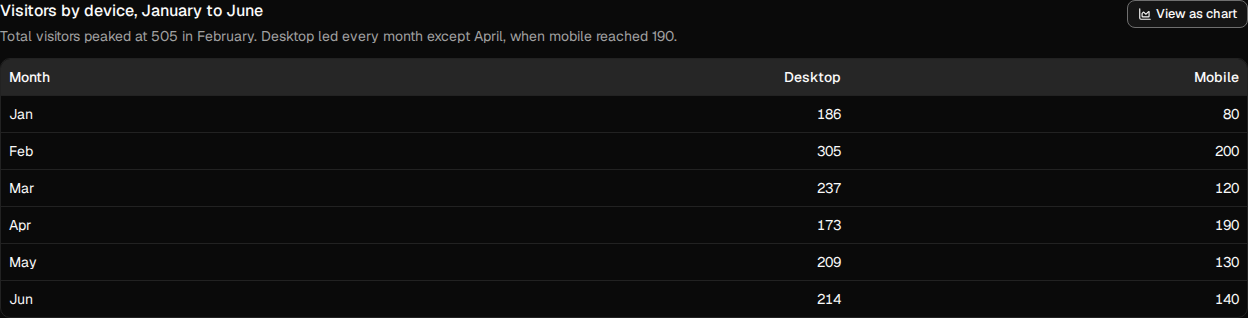 Visitors by device, January to June
View as chart
Total visitors peaked at 505 in February. Desktop led every month except April, when mobile reached 190.
Month Desktop Mobile
Jan 186 80
Feb 305 200
Mar 237 120
Apr 173 190
May 209 130
Jun 214 140